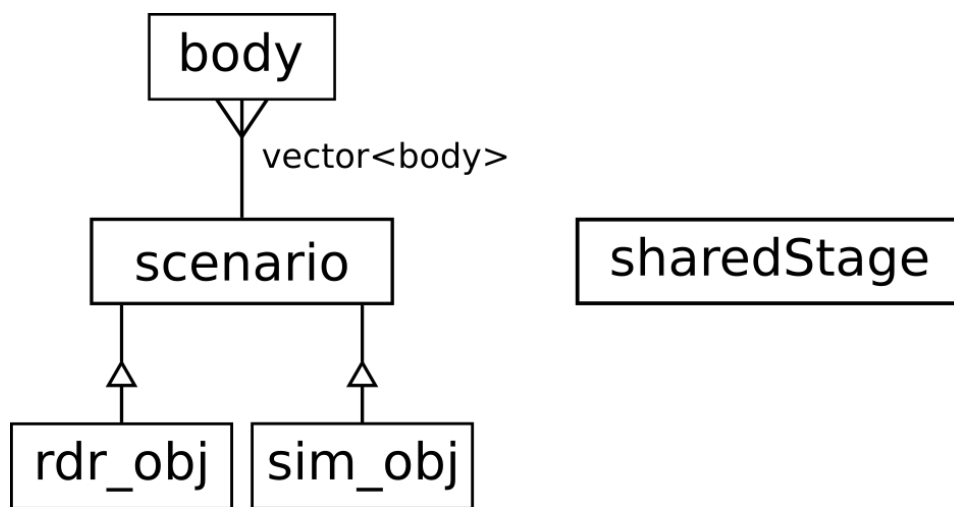 body
vector<body>
scenario
sharedStage
rdr_obj
sim_obj